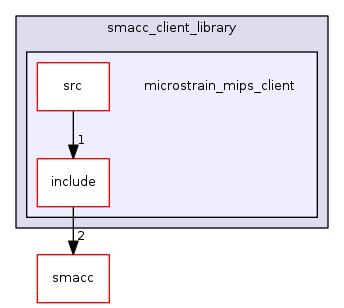 smacc_client_library
src
microstrain_mips_client
1
include
2
smacc